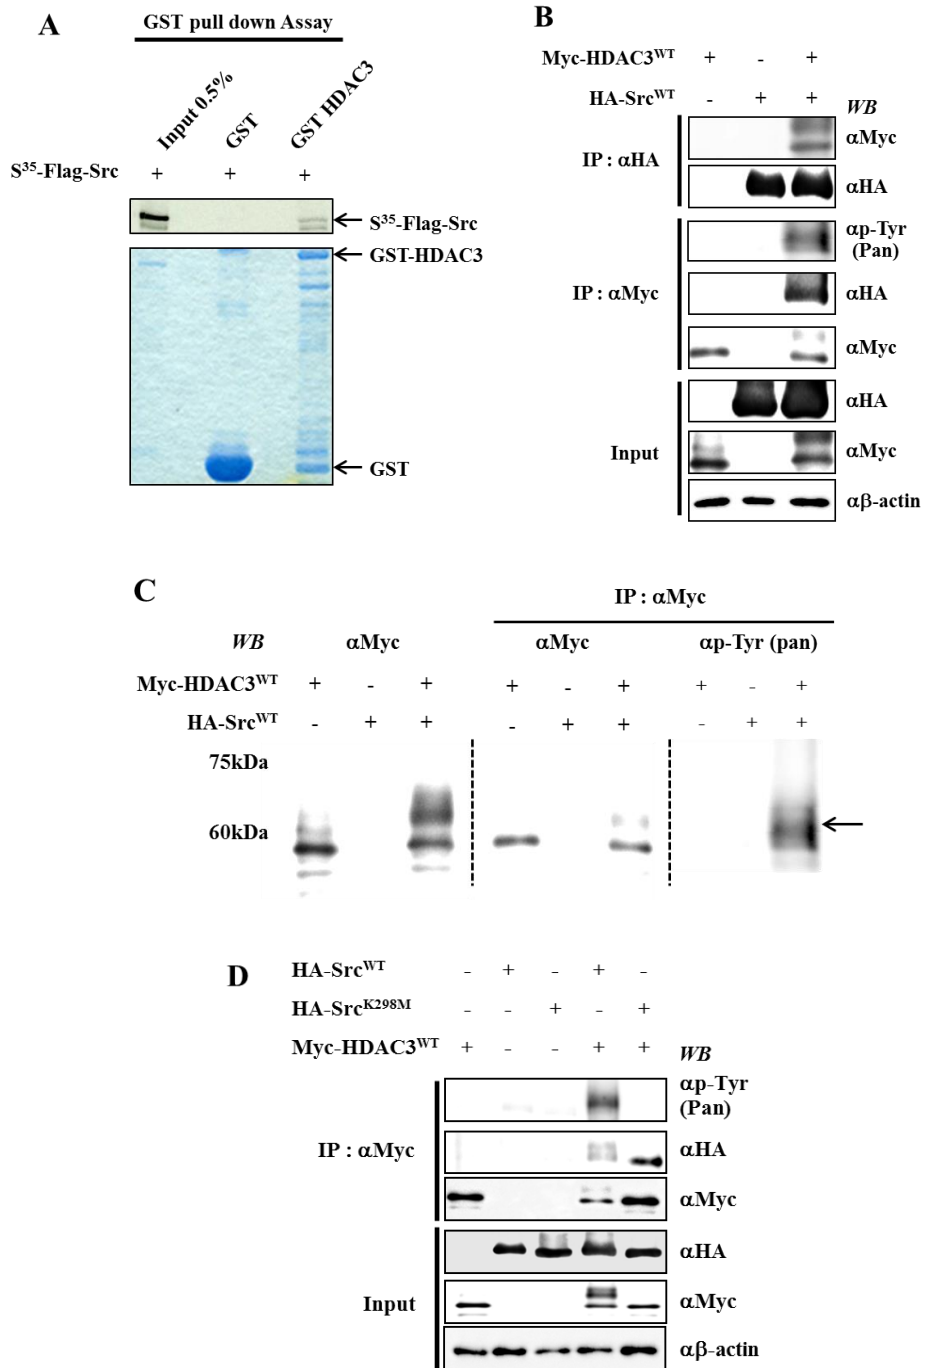 A
GST pull down Assay
Input 0.5%
GST
GST HDAC3
S³⁵-Flag-Src + + +
S³⁵-Flag-Src
GST-HDAC3
GST
B
Myc-HDAC3ᵂᵀ + - +
HA-Srcᵂᵀ - + +
WB
IP : αHA
αMyc
αHA
IP : αMyc
αp-Tyr
(Pan)
αHA
αMyc
Input
αHA
αMyc
αβ-actin
C
IP : αMyc
WB αMyc αMyc αp-Tyr (pan)
Myc-HDAC3ᵂᵀ + - + + - + + - +
HA-Srcᵂᵀ - + + - + + - + +
75kDa
60kDa
D
HA-Srcᵂᵀ - + - + -
HA-Srcᴷ²⁹⁸ᴹ - - + - +
Myc-HDAC3ᵂᵀ + - - + +
WB
IP : αMyc
αp-Tyr
(Pan)
αHA
αMyc
Input
αHA
αMyc
αβ-actin